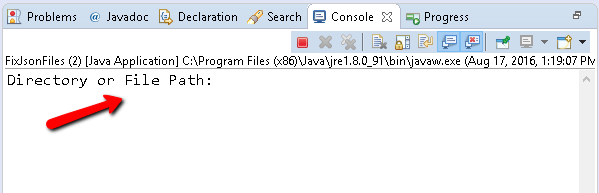 Problems @ Javadoc Declaration Search Console Progress
FixJsonFiles (2) [Java Application] C:\Program Files (x86)\Java\jre1.8.0_91\bin\javaw.exe (Aug 17, 2016, 1:19:07 PM
Directory or File Path: